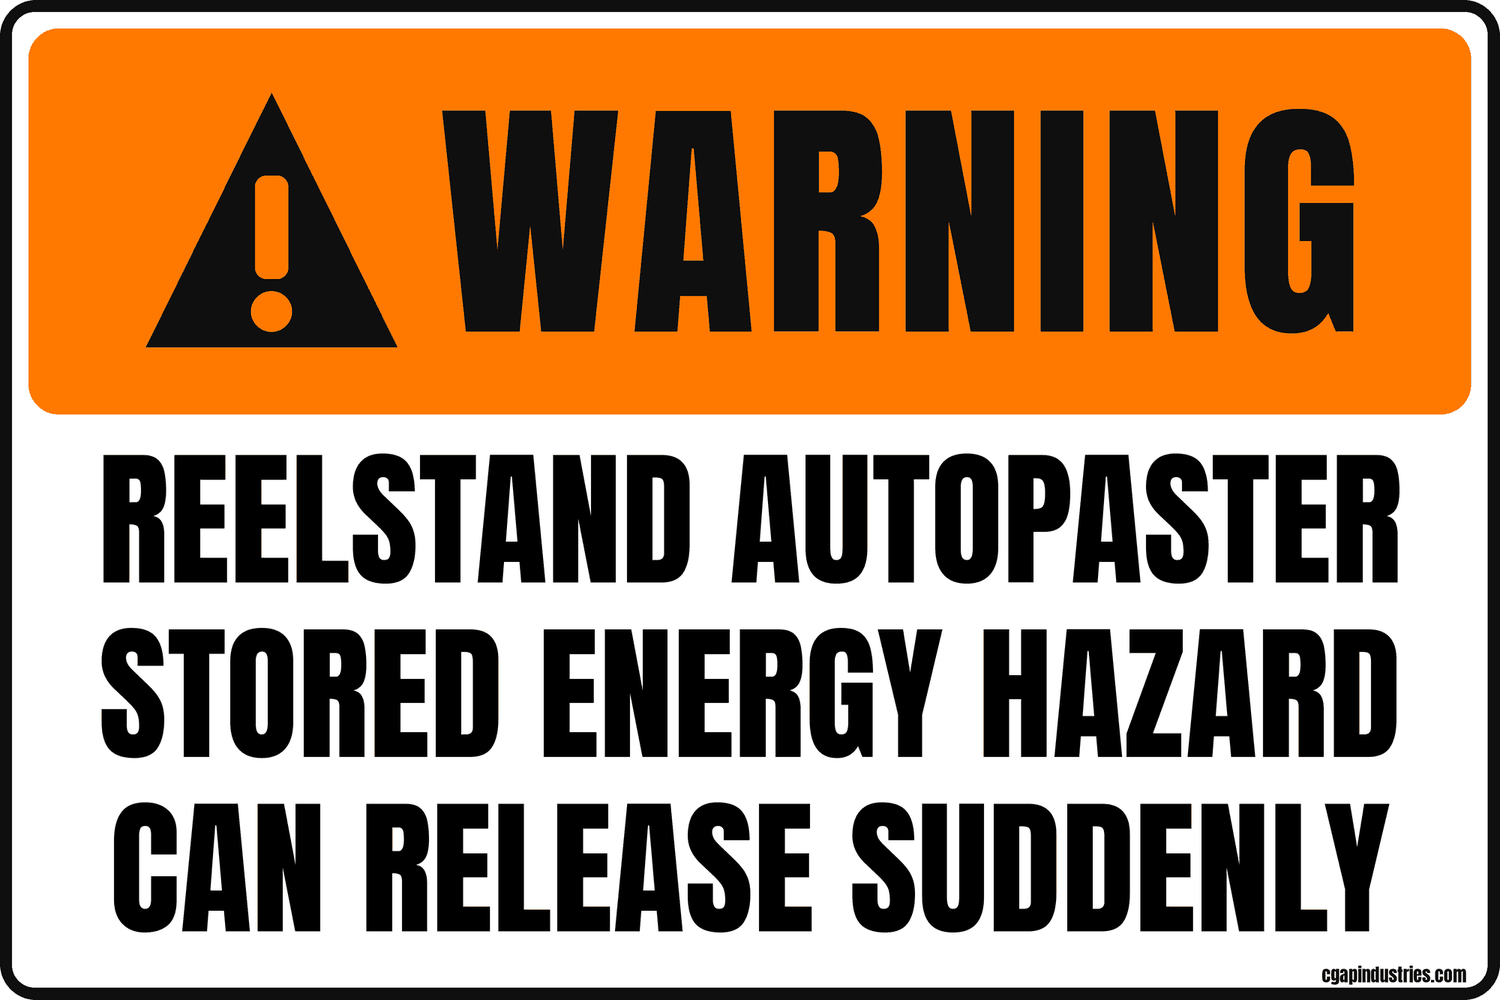 WARNING
REELSTAND AUTOPASTER
STORED ENERGY HAZARD
CAN RELEASE SUDDENLY
cgapindustries.com